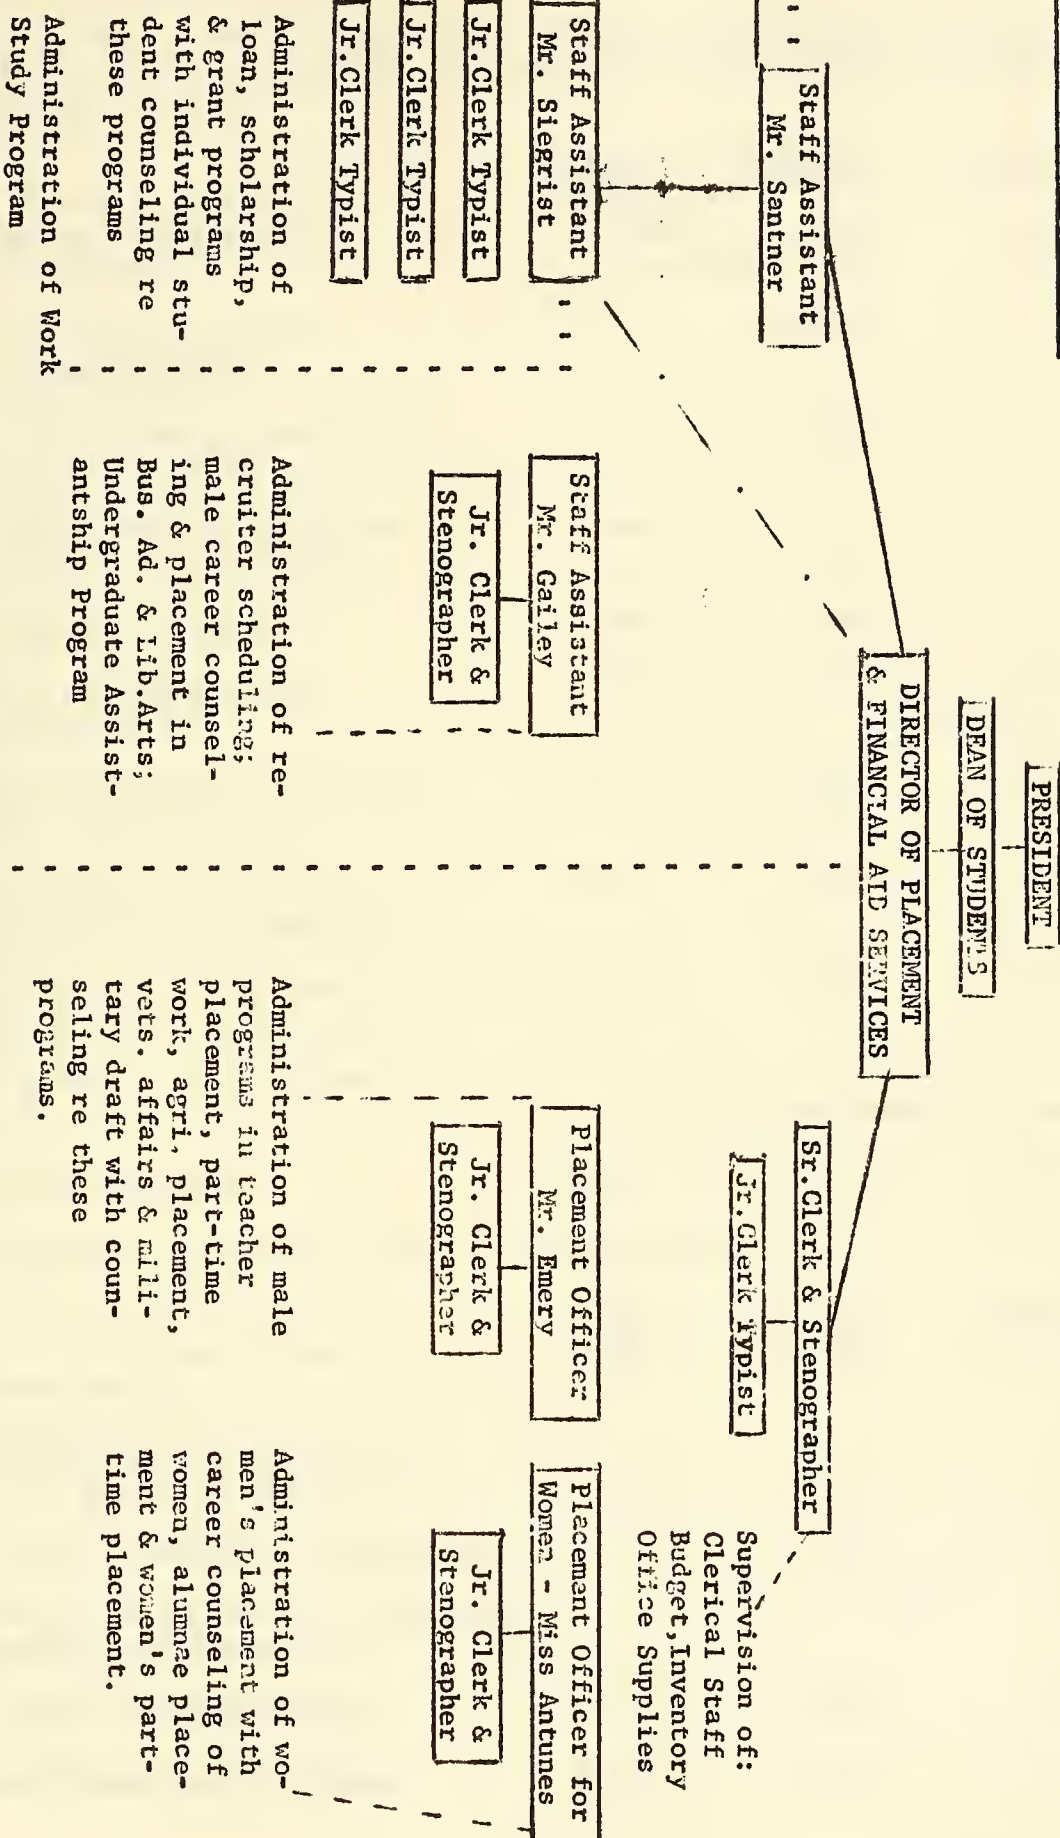 PRESIDENT
DEAN OF STUDENTS
DIRECTOR OF PLACEMENT
& FINANCIAL AID SERVICES
Staff Assistant
Mr. Santner
Sr.Clerk & Stenographer
Jr.Clerk Typist
Supervision of:
Clerical Staff
Budget,Inventory
Office Supplies
Staff Assistant
Mr. Siegrist
Jr.Clerk Typist
Jr.Clerk Typist
Jr.Clerk Typist
Administration of
loan, scholarship,
& grant programs
with individual stu-
dent counseling re
these programs
Administration of Work
Study Program
Staff Assistant
Mr. Gailey
Jr. Clerk &
Stenographer
Administration of re-
cruiter scheduling;
male career counsel-
ing & placement in
Bus. Ad. & Lib.Arts;
Undergraduate Assist-
antship Program
Placement Officer
Mr. Emery
Jr. Clerk &
Stenographer
Administration of male
programs in teacher
placement, part-time
work, agri. placement,
vets. affairs & mili-
tary draft with coun-
seling re these
programs.
Placement Officer for
Women - Miss Antunes
Jr. Clerk &
Stenographer
Administration of wo-
men's placement with
career counseling of
women, alumnae place-
ment & women's part-
time placement.